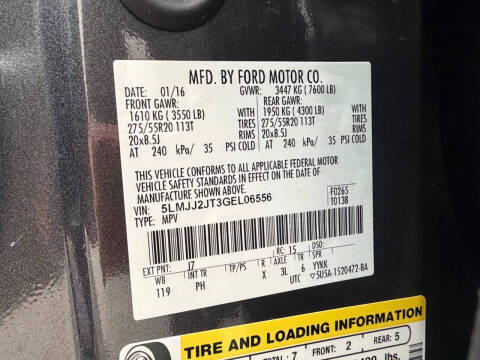 MFD. BY FORD MOTOR CO.
DATE: 01/16 GVWR: 3447 KG ( 7600 LB)
FRONT GAWR: REAR GAWR:
1610 KG ( 3550 LB) WITH 1950 KG ( 4300 LB) WITH
275/55R20 113T TIRES 275/55R20 113T TIRES
20x8.5J RIMS 20x8.5J RIMS
AT 240 kPa/ 35 PSI COLD AT 240 kPa/ 35 PSI COLD
THIS VEHICLE CONFORMS TO ALL APPLICABLE FEDERAL MOTOR
VEHICLE SAFETY STANDARDS IN EFFECT ON THE DATE OF
MANUFACTURE SHOWN ABOVE.
VIN: 5LMJJ2JT3GEL06556 F0265
TYPE: MPV T0138
RC: 15 DSO:
EXT PNT: J7
WB INT TR TP/PS R AXLE TR YYKK
119 PH X 3L 6
UTC ▽5U5A-1520472-BA
TIRE AND LOADING INFORMATION
TOTAL: 7 FRONT: 2 REAR: 5
lbs.